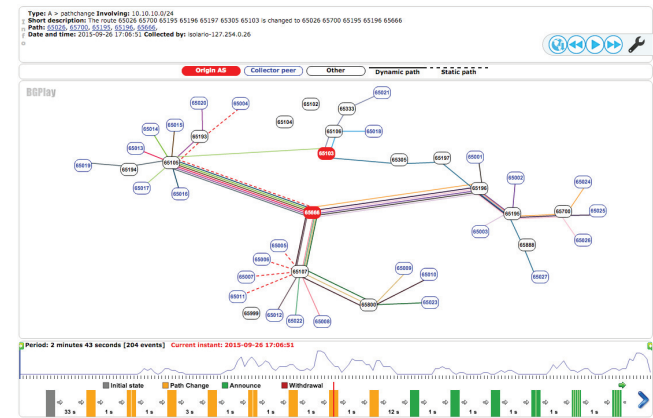 Type: A > pathchange Involving: 10.10.10.0/24
Short description: The route 65026 65700 65195 65196 65197 65305 65103 is changed to 65026 65700 65195 65196 65666
Path: 65026, 65700, 65195, 65196, 65666,
Date and time: 2015-09-26 17:06:51 Collected by: isolario-127.254.0.26
Info
Origin AS Collector peer Other Dynamic path Static path
BGPlay
65021
65020 65004 65102 65333
65104
65014 65015 65193 65106 65016
65013 65103
65001
65019 65194 65105 65305 65197
65002
65017 65010 65196 65024
65666 65195 65700 65025
65003
65005 65888 65026
65006
65007 65107 65008 65010 65027
65011
65999 65012 65022 65009 65800 65023
Period: 2 minutes 43 seconds [204 events] Current instant: 2015-09-26 17:06:51
Initial state Path Change Announce Withdrawal
33 s 1 s 1 s 3 s 1 s 1 s 1 s 1 s 12 s 1 s 1 s 1 s 1 s 1 s